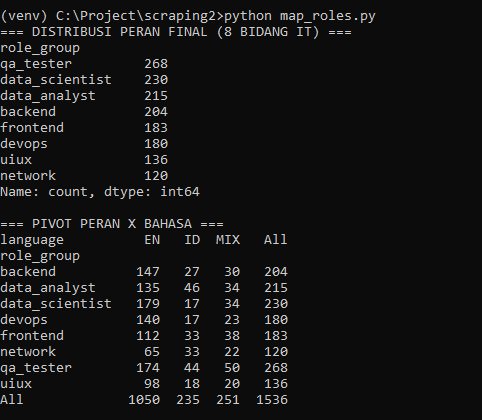 (venv) C:\Project\scraping2>python map_roles.py
=== DISTRIBUSI PERAN FINAL (8 BIDANG IT) ===
role_group
qa_tester         268
data_scientist    230
data_analyst      215
backend           204
frontend          183
devops            180
uiux              136
network           120
Name: count, dtype: int64

=== PIVOT PERAN X BAHASA ===
language          EN   ID  MIX   All
role_group
backend          147   27   30   204
data_analyst     135   46   34   215
data_scientist   179   17   34   230
devops           140   17   23   180
frontend         112   33   38   183
network           65   33   22   120
qa_tester        174   44   50   268
uiux              98   18   20   136
All             1050  235  251  1536